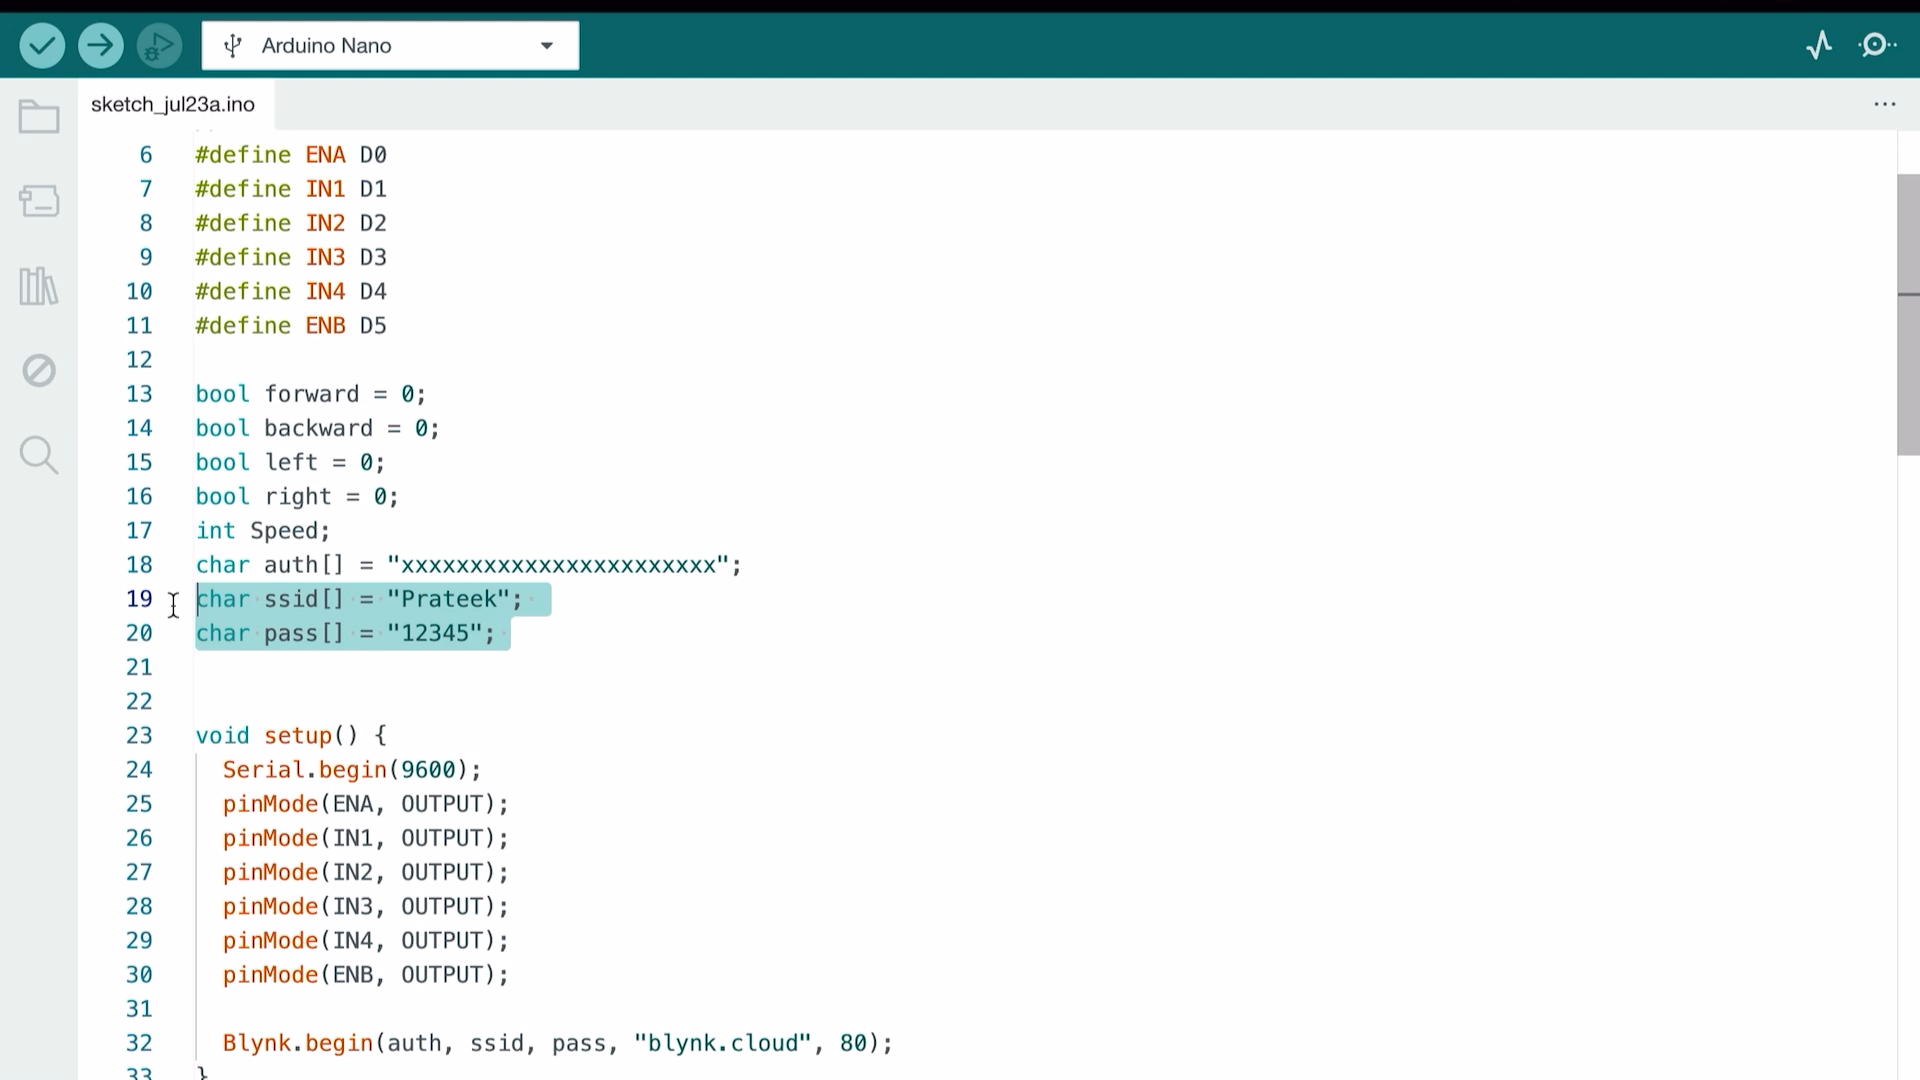 Arduino Nano
sketch_jul23a.ino
6 #define ENA D0
7 #define IN1 D1
8 #define IN2 D2
9 #define IN3 D3
10 #define IN4 D4
11 #define ENB D5
12
13 bool forward = 0;
14 bool backward = 0;
15 bool left = 0;
16 bool right = 0;
17 int Speed;
18 char auth[] = "xxxxxxxxxxxxxxxxxxxxxxx";
19 char ssid[] = "Prateek";
20 char pass[] = "12345";
21
22
23 void setup() {
24 Serial.begin(9600);
25 pinMode(ENA, OUTPUT);
26 pinMode(IN1, OUTPUT);
27 pinMode(IN2, OUTPUT);
28 pinMode(IN3, OUTPUT);
29 pinMode(IN4, OUTPUT);
30 pinMode(ENB, OUTPUT);
31
32 Blynk.begin(auth, ssid, pass, "blynk.cloud", 80);
33 }